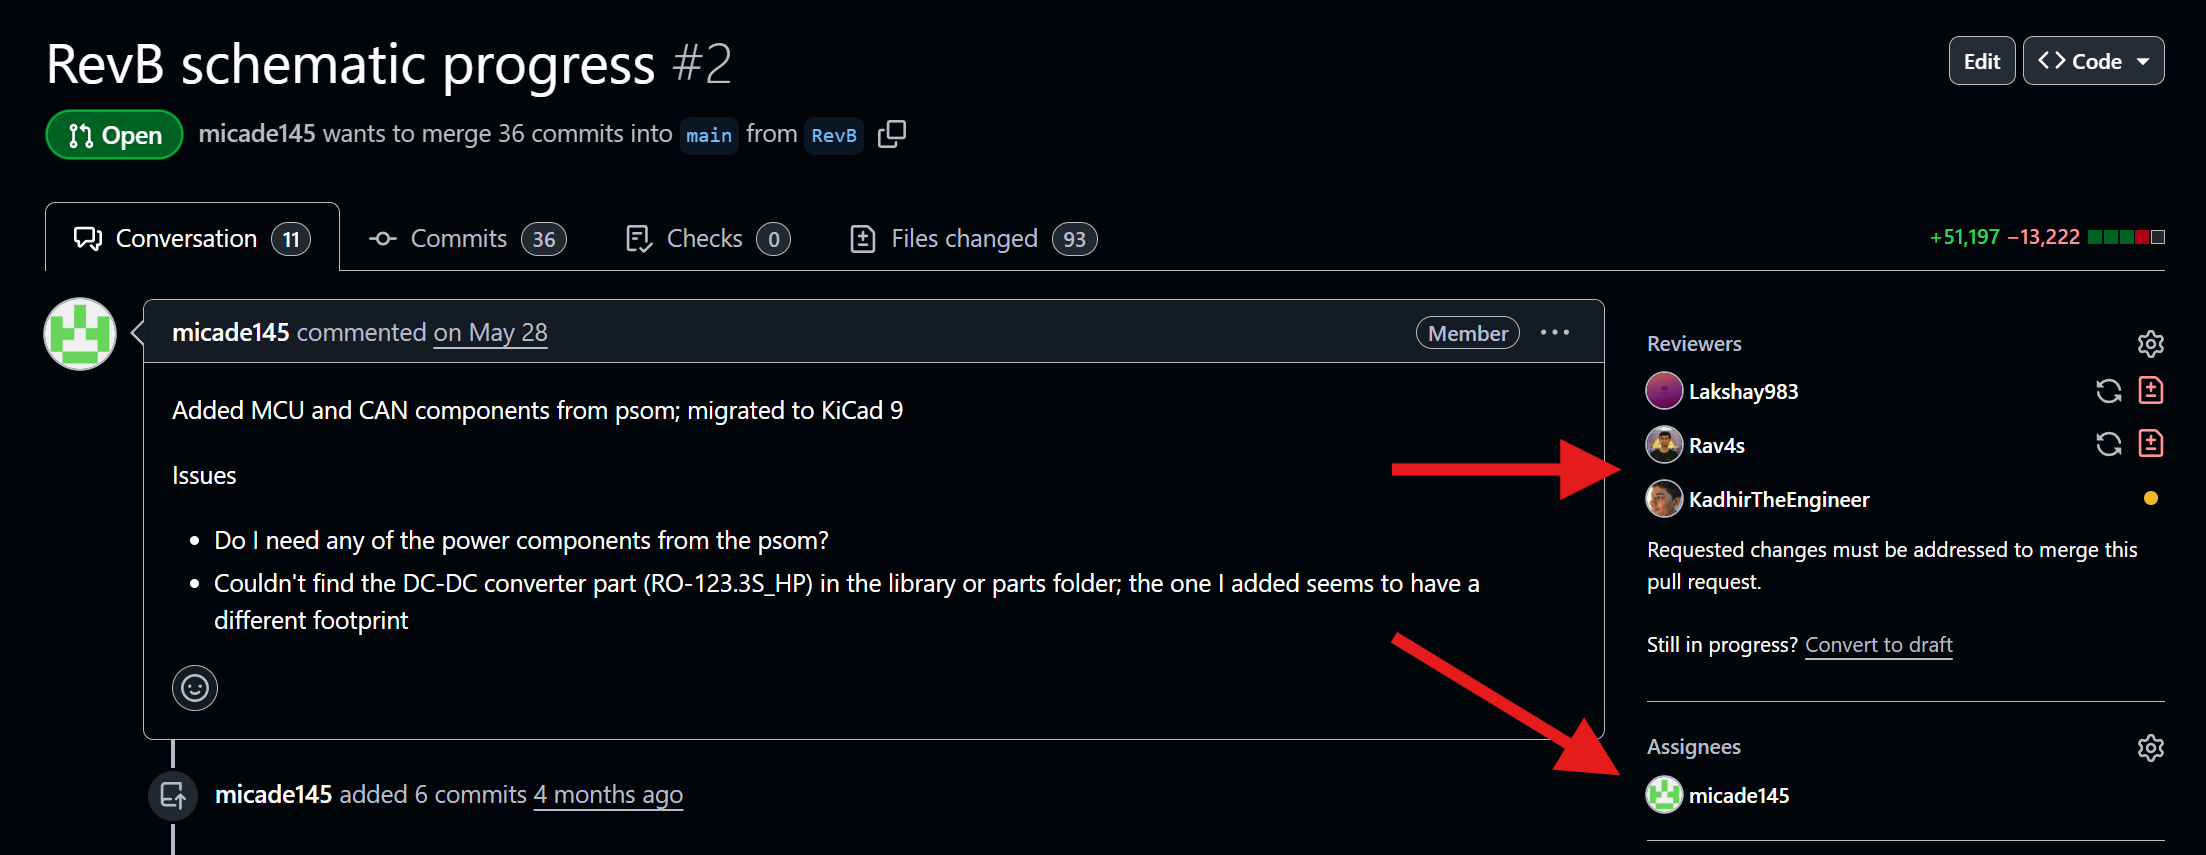 RevB schematic progress #2
Edit
Code
Open
micade145 wants to merge 36 commits into main from RevB
Conversation 11
Commits 36
Checks 0
Files changed 93
+51,197 −13,222
micade145 commented on May 28
Member
Added MCU and CAN components from psom; migrated to KiCad 9
Issues
Do I need any of the power components from the psom?
Couldn't find the DC-DC converter part (RO-123.3S_HP) in the library or parts folder; the one I added seems to have a
different footprint
micade145 added 6 commits 4 months ago
Reviewers
Lakshay983
Rav4s
KadhirTheEngineer
Requested changes must be addressed to merge this
pull request.
Still in progress? Convert to draft
Assignees
micade145